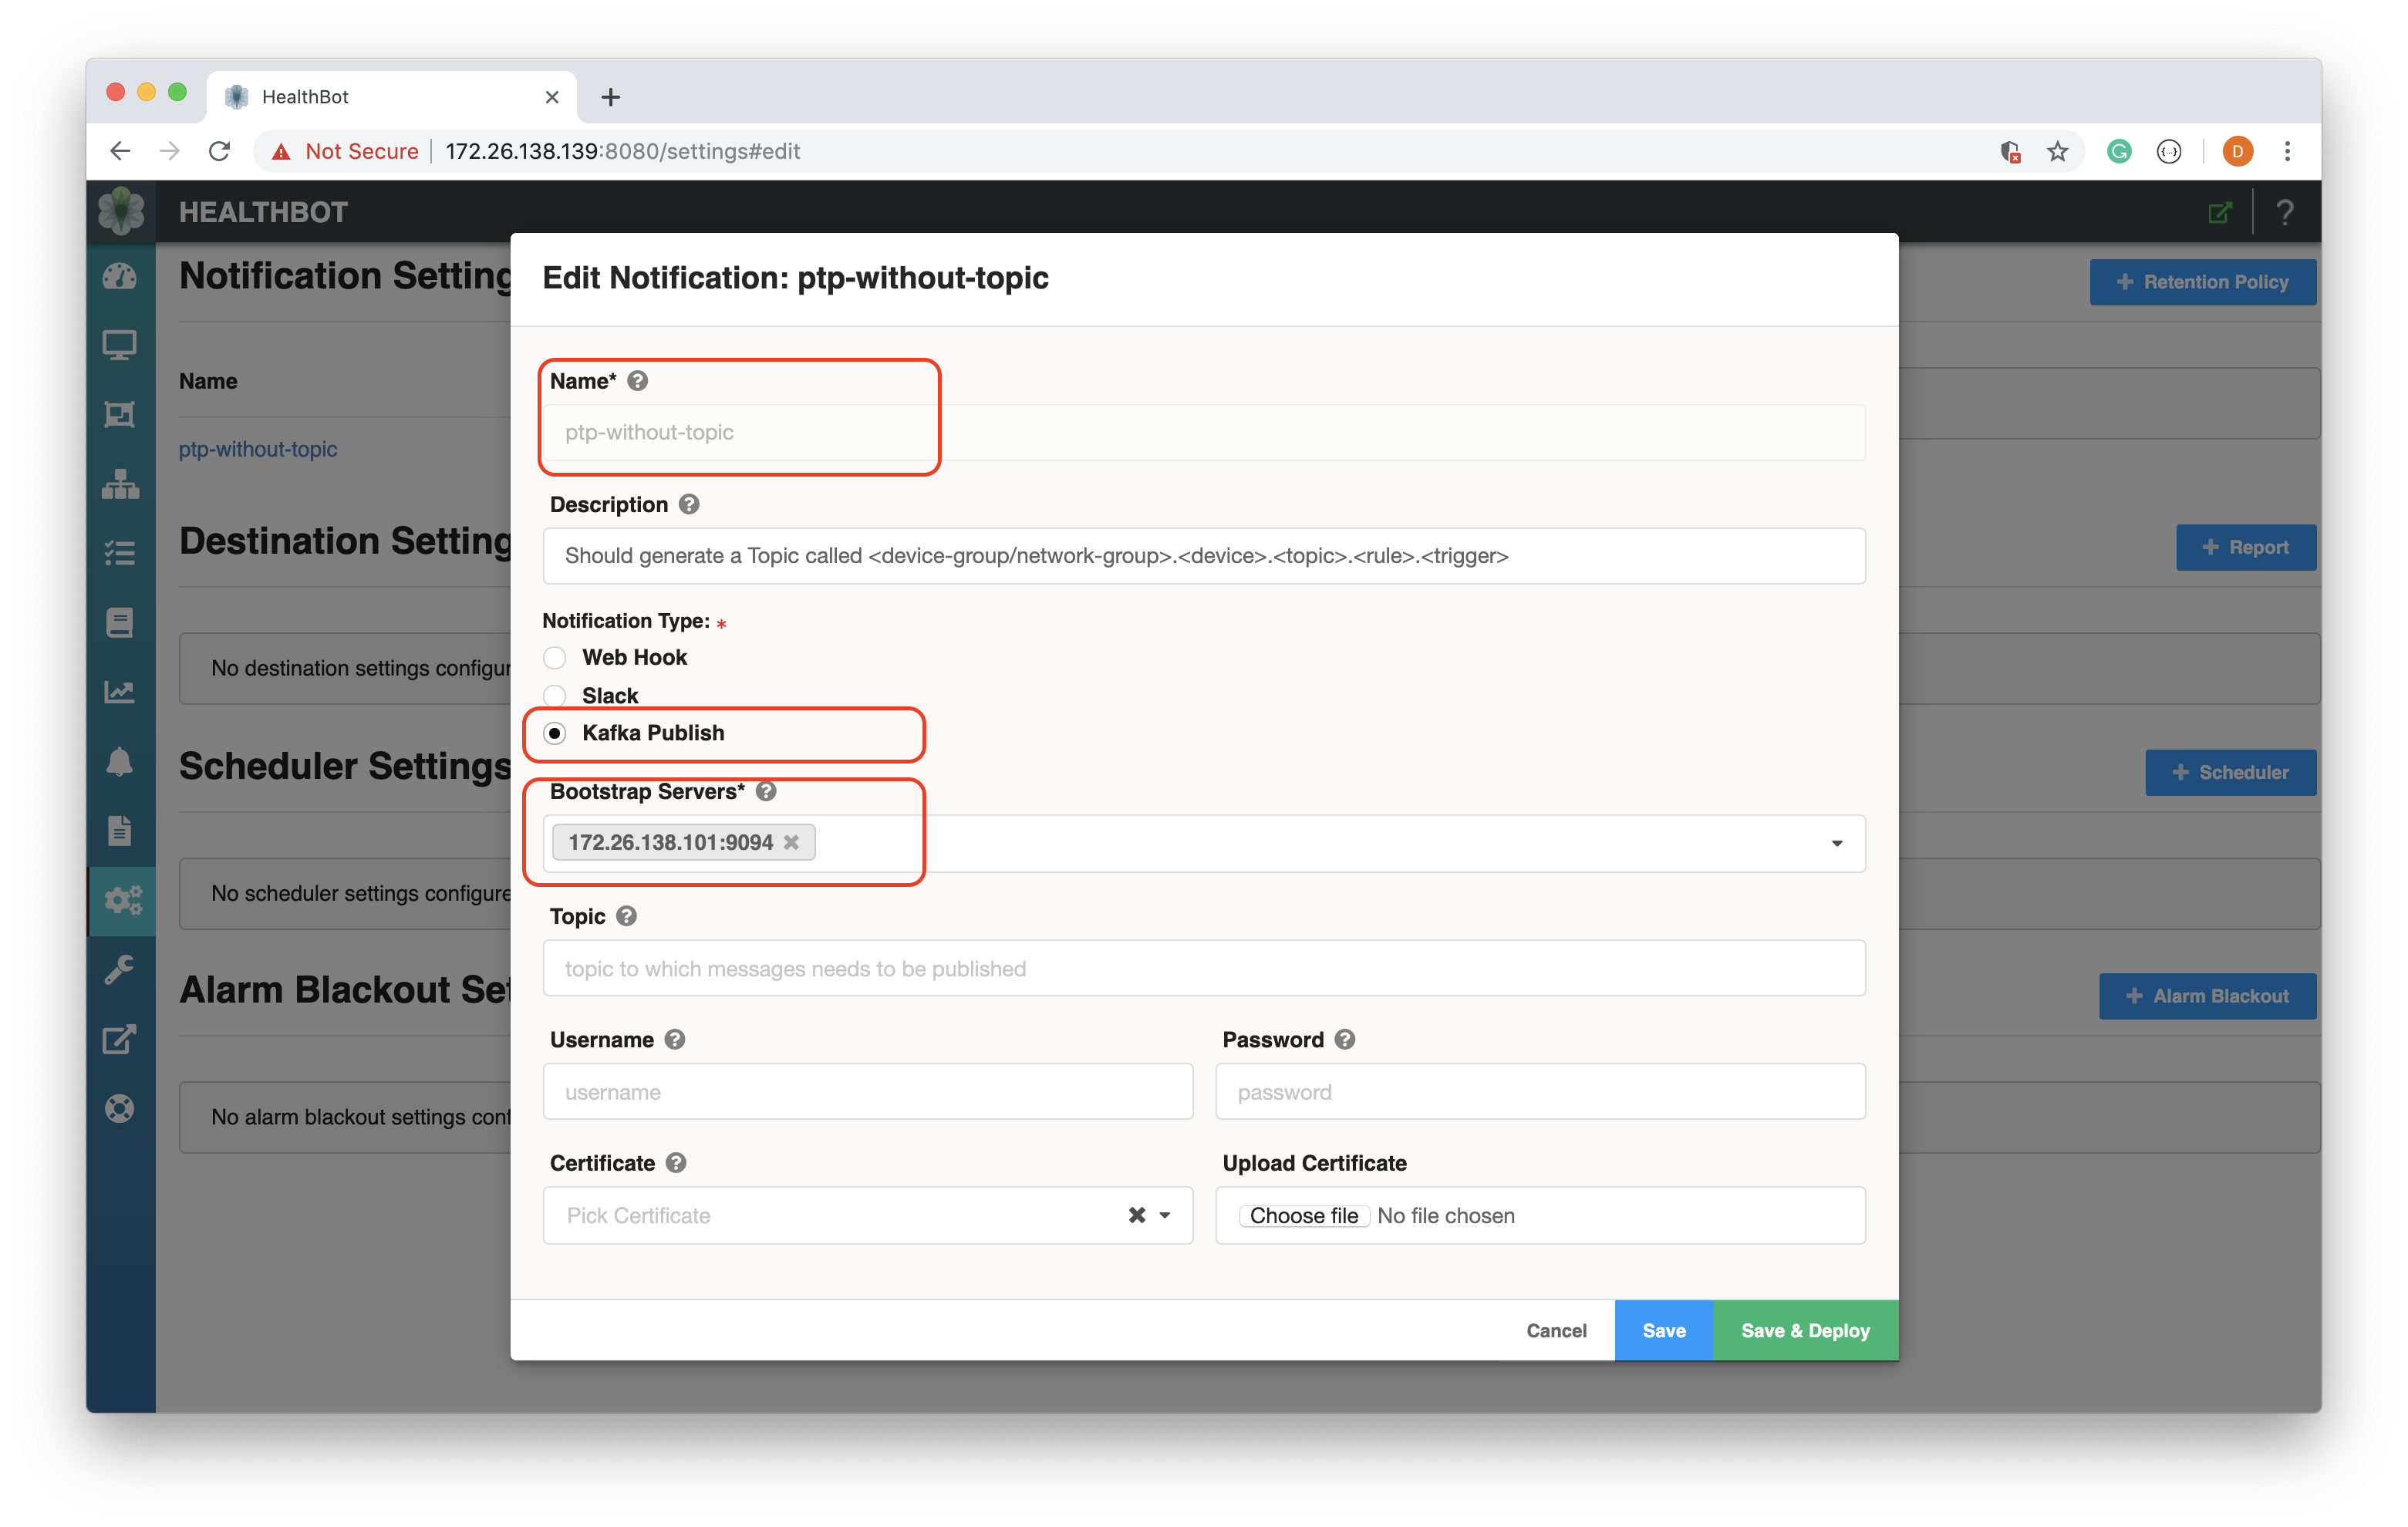 HealthBot
Not Secure | 172.26.138.139:8080/settings#edit
D
HEALTHBOT
?
Notification Setting
+ Retention Policy
Name
ptp-without-topic
Destination Setting
+ Report
No destination settings configur
Scheduler Settings
+ Scheduler
No scheduler settings configure
Alarm Blackout Set
+ Alarm Blackout
No alarm blackout settings conf
Edit Notification: ptp-without-topic
Name* ?
ptp-without-topic
Description ?
Should generate a Topic called <device-group/network-group>.<device>.<topic>.<rule>.<trigger>
Notification Type: *
Web Hook
Slack
Kafka Publish
Bootstrap Servers* ?
172.26.138.101:9094
Topic ?
topic to which messages needs to be published
Username ?
Password ?
username
password
Certificate ?
Upload Certificate
Pick Certificate
Choose file No file chosen
Cancel
Save
Save & Deploy